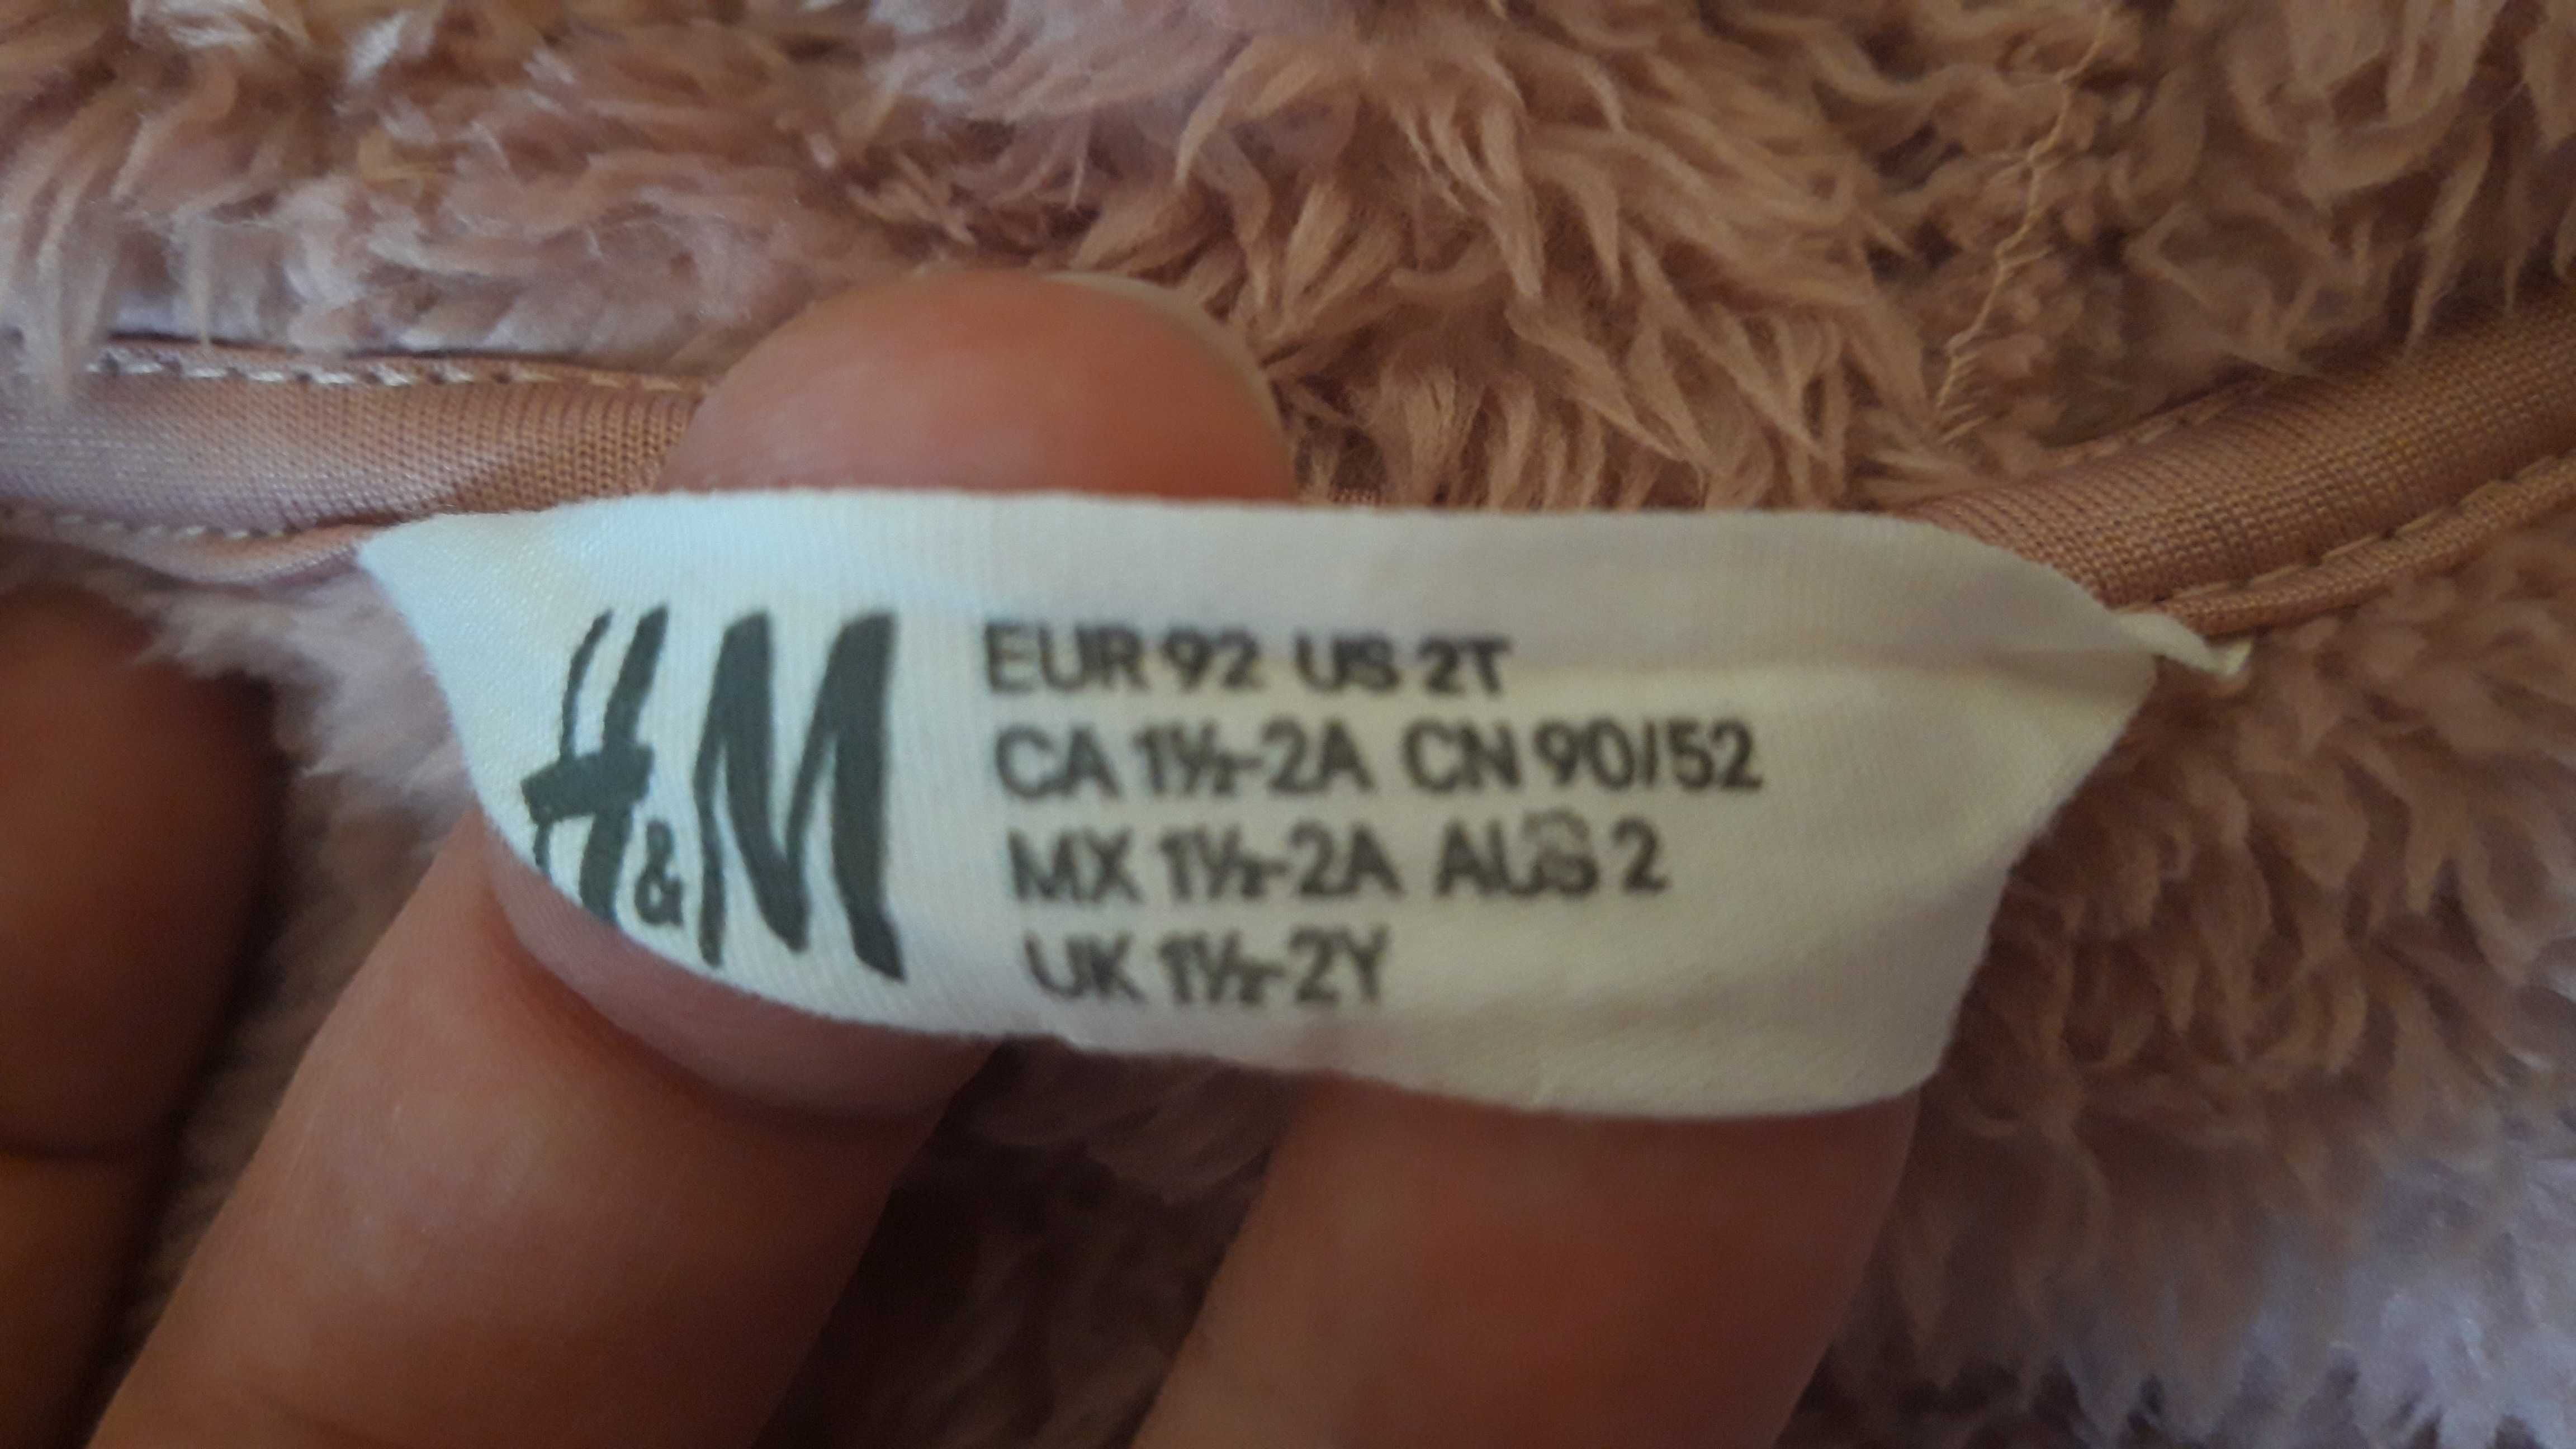 H&M
EUR 92 US 2T
CA 1½-2A CN 90/52
MX 1½-2A AUS 2
UK 1½-2Y